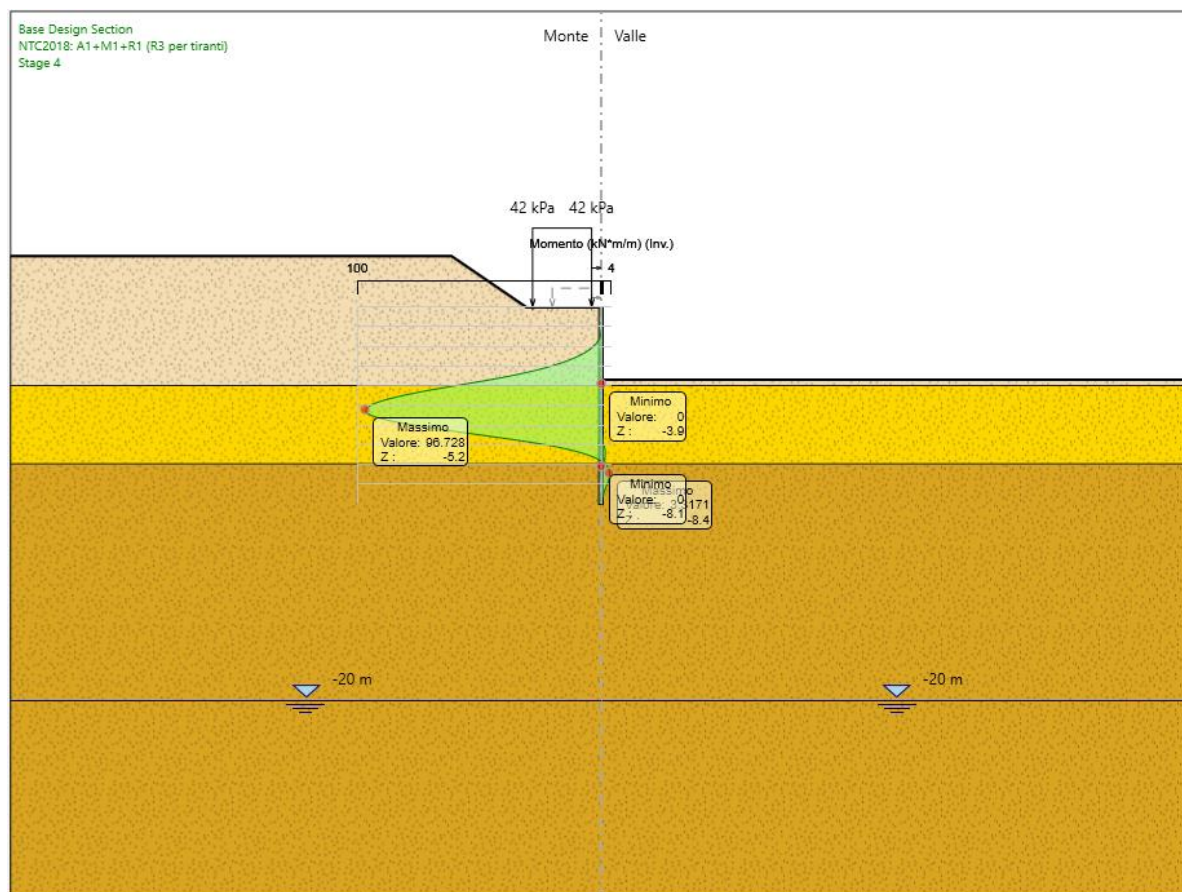 Base Design Section
NTC2018: A1+M1+R1 (R3 per tiranti)
Stage 4
Monte Valle
42 kPa 42 kPa
Momento (kN*m/m) (Inv.)
100 4
Minimo
Valore: 0
Z : -3.9
Massimo
Valore: 96.728
Z : -5.2
Minimo
Valore: 0
Z : -8.1
Massimo
Valore:
Z : -8.4
-20 m -20 m